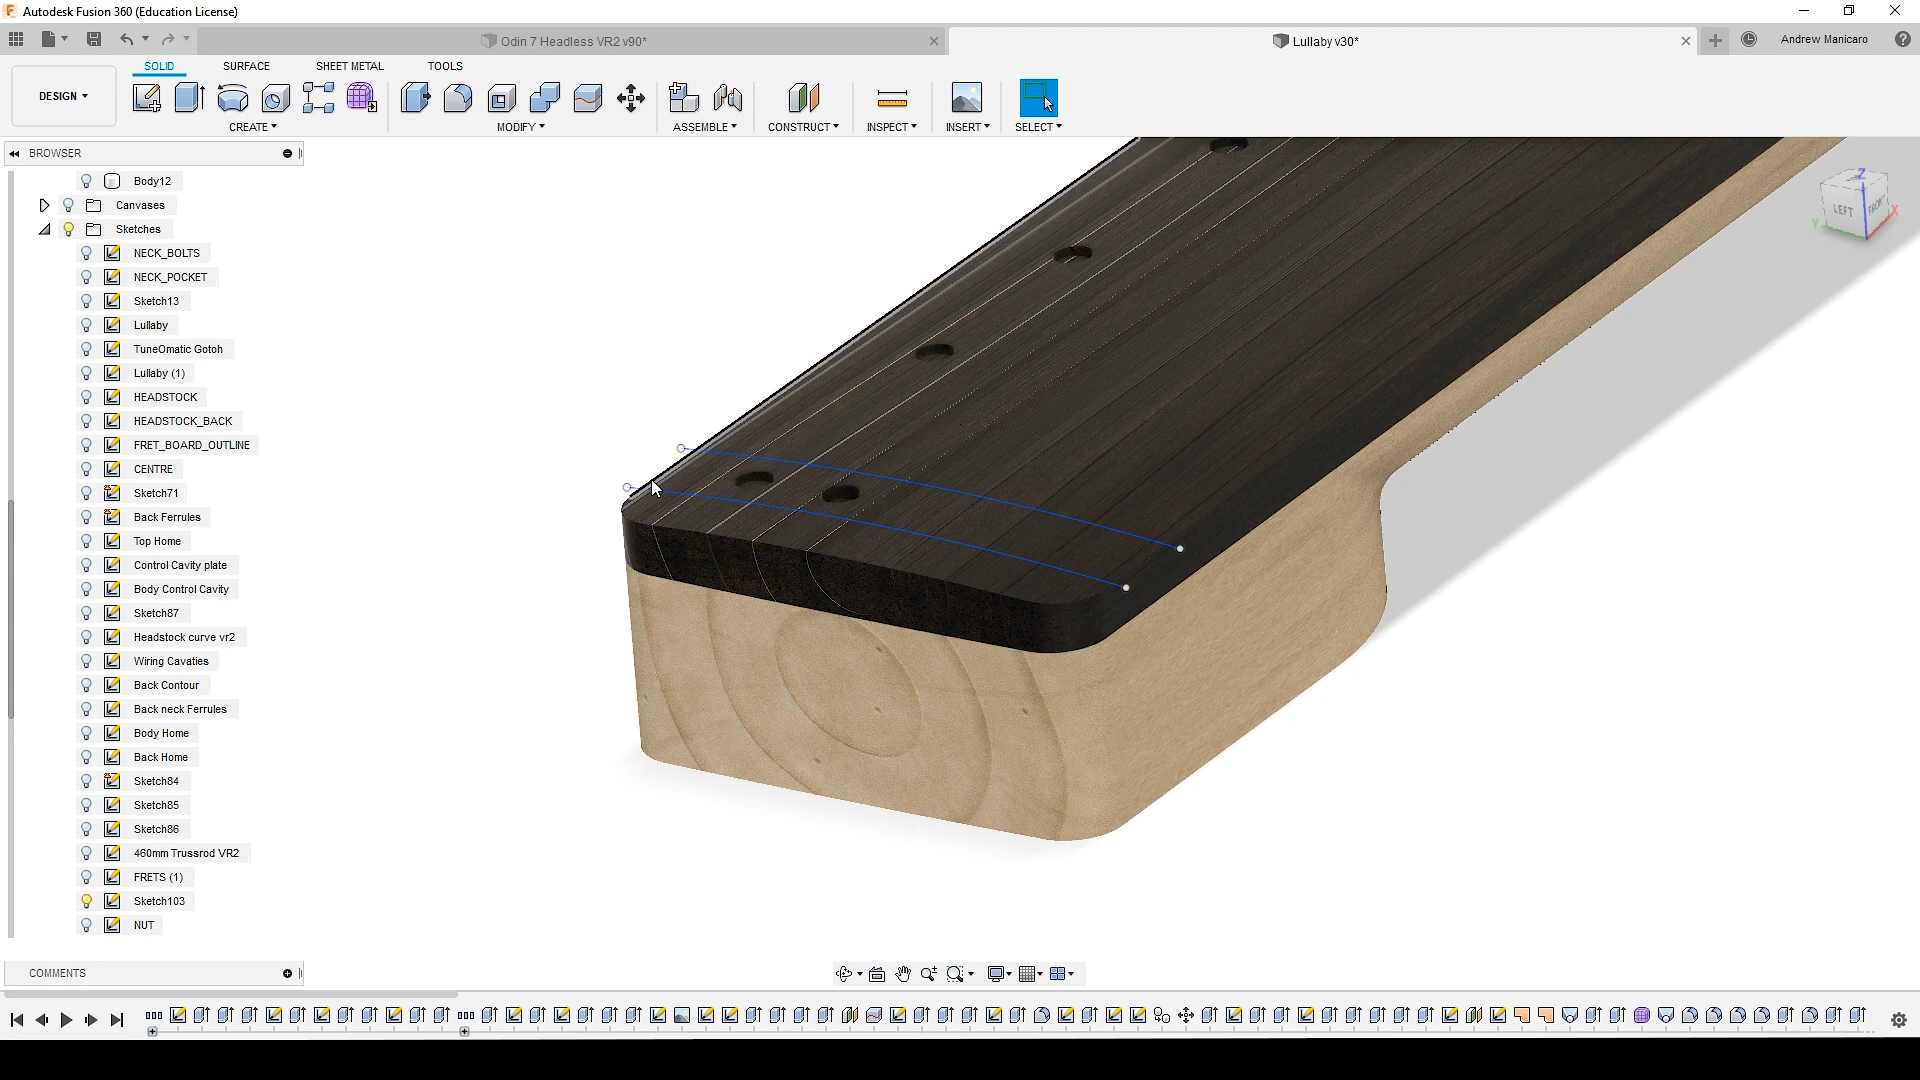 Autodesk Fusion 360 (Education License)
Odin 7 Headless VR2 v90*
Lullaby v30*
Andrew Manicaro
SOLID
SURFACE
SHEET METAL
TOOLS
DESIGN
CREATE
MODIFY
ASSEMBLE
CONSTRUCT
INSPECT
INSERT
SELECT
BROWSER
Body12
Canvases
Sketches
NECK_BOLTS
NECK_POCKET
Sketch13
Lullaby
TuneOmatic Gotoh
Lullaby (1)
HEADSTOCK
HEADSTOCK_BACK
FRET_BOARD_OUTLINE
CENTRE
Sketch71
Back Ferrules
Top Home
Control Cavity plate
Body Control Cavity
Sketch87
Headstock curve vr2
Wiring Cavaties
Back Contour
Back neck Ferrules
Body Home
Back Home
Sketch84
Sketch85
Sketch86
460mm Trussrod VR2
FRETS (1)
Sketch103
NUT
COMMENTS
Z
LEFT
FRONT
X
Y